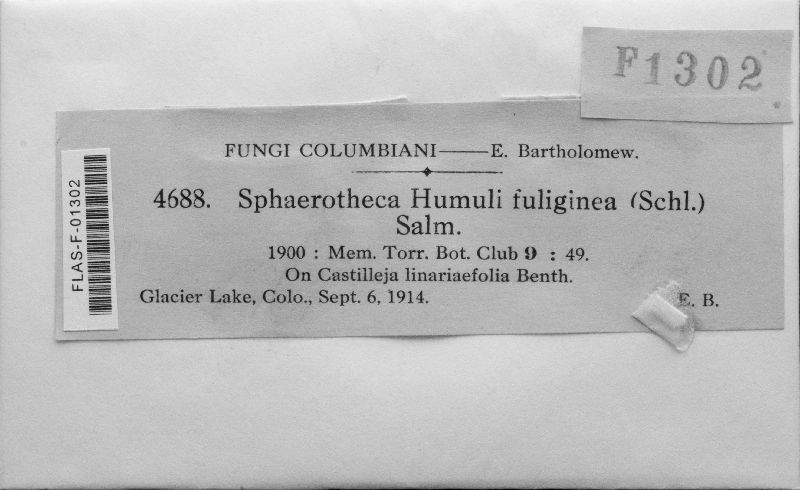 F1302
FUNGI COLUMBIANI——E. Bartholomew.
4688. Sphaerotheca Humuli fuliginea (Schl.)
Salm.
1900 : Mem. Torr. Bot. Club 9 : 49.
On Castilleja linariaefolia Benth.
Glacier Lake, Colo., Sept. 6, 1914. E. B.
FLAS-F-01302